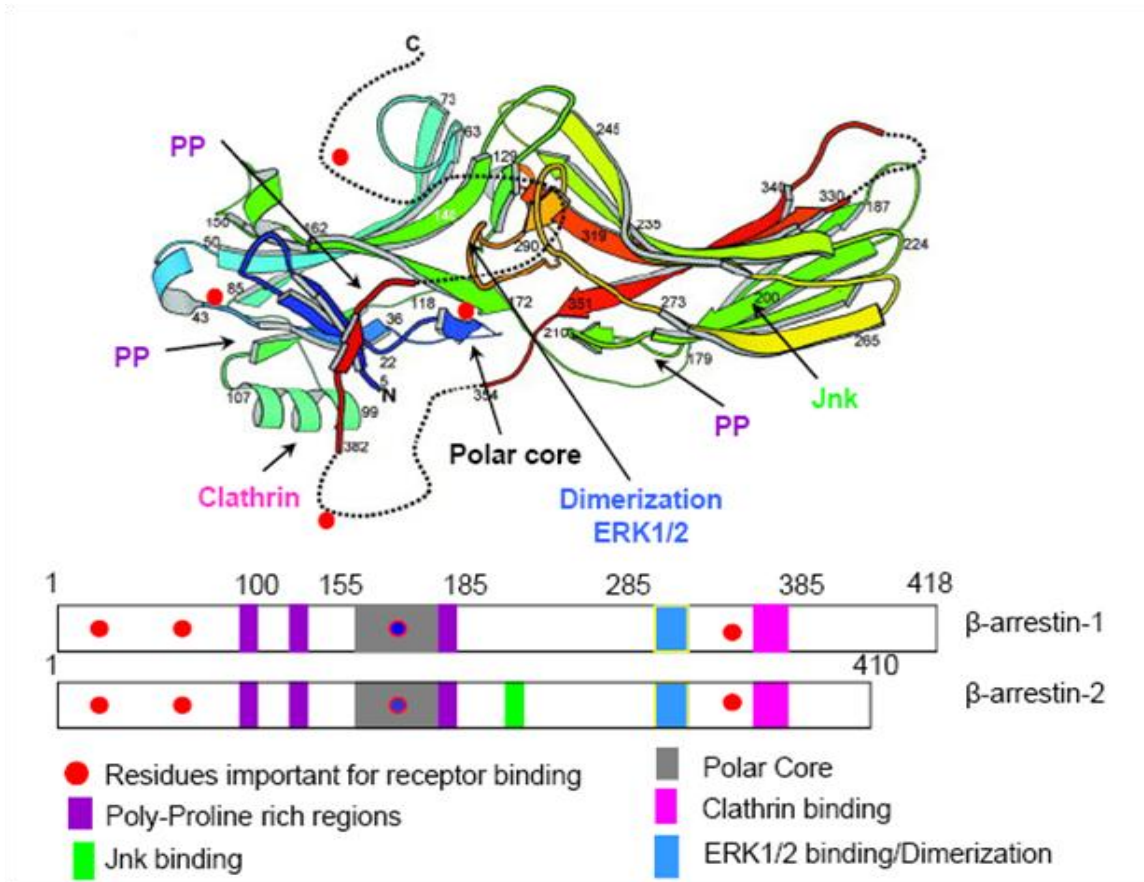 C
73
63
PP
129
245
340
330
187
150
162
140
50
290
319
235
224
85
118
172
351
273
200
43
36
210
265
PP
22
179
5
N
354
107
99
PP
Jnk
382
Polar core
Clathrin
Dimerization
ERK1/2
1 100 155 185 285 385 418
β-arrestin-1
1 410
β-arrestin-2
Residues important for receptor binding
Poly-Proline rich regions
Jnk binding
Polar Core
Clathrin binding
ERK1/2 binding/Dimerization